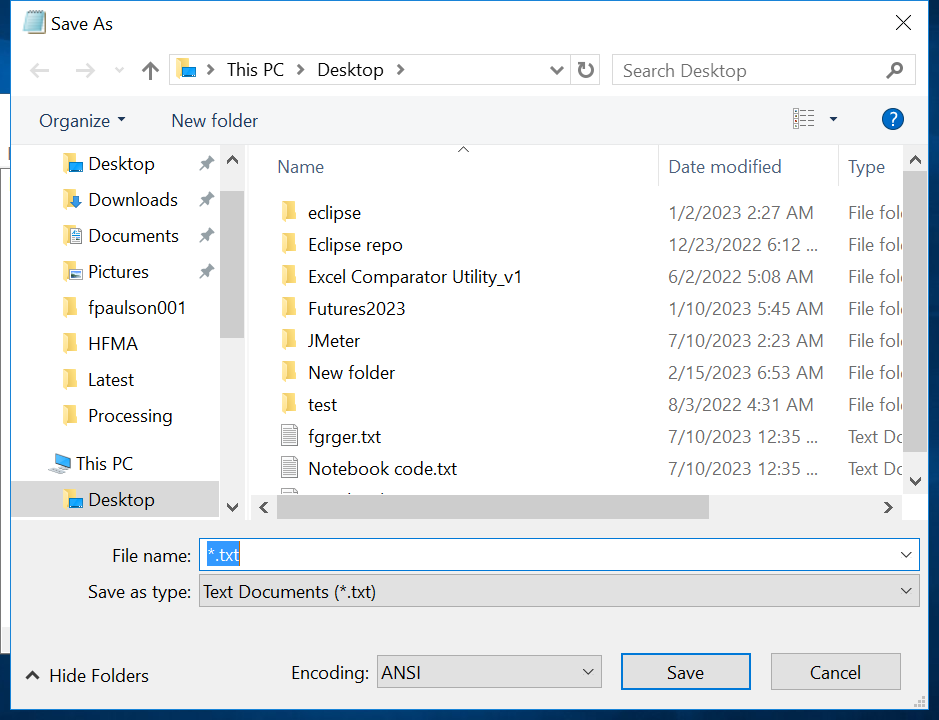 Save As
This PC Desktop
Search Desktop
Organize New folder
?
Desktop
Downloads
Documents
Pictures
fpaulson001
HFMA
Latest
Processing
This PC
Desktop
Name Date modified Type
eclipse 1/2/2023 2:27 AM File fol
Eclipse repo 12/23/2022 6:12 ... File fol
Excel Comparator Utility_v1 6/2/2022 5:08 AM File fol
Futures2023 1/10/2023 5:45 AM File fol
JMeter 7/10/2023 2:23 AM File fol
New folder 2/15/2023 6:53 AM File fol
test 8/3/2022 4:31 AM File fol
fgrger.txt 7/10/2023 12:35 ... Text Dc
Notebook code.txt 7/10/2023 12:35 ... Text Dc
File name: *.txt
Save as type: Text Documents (*.txt)
Hide Folders Encoding: ANSI Save Cancel